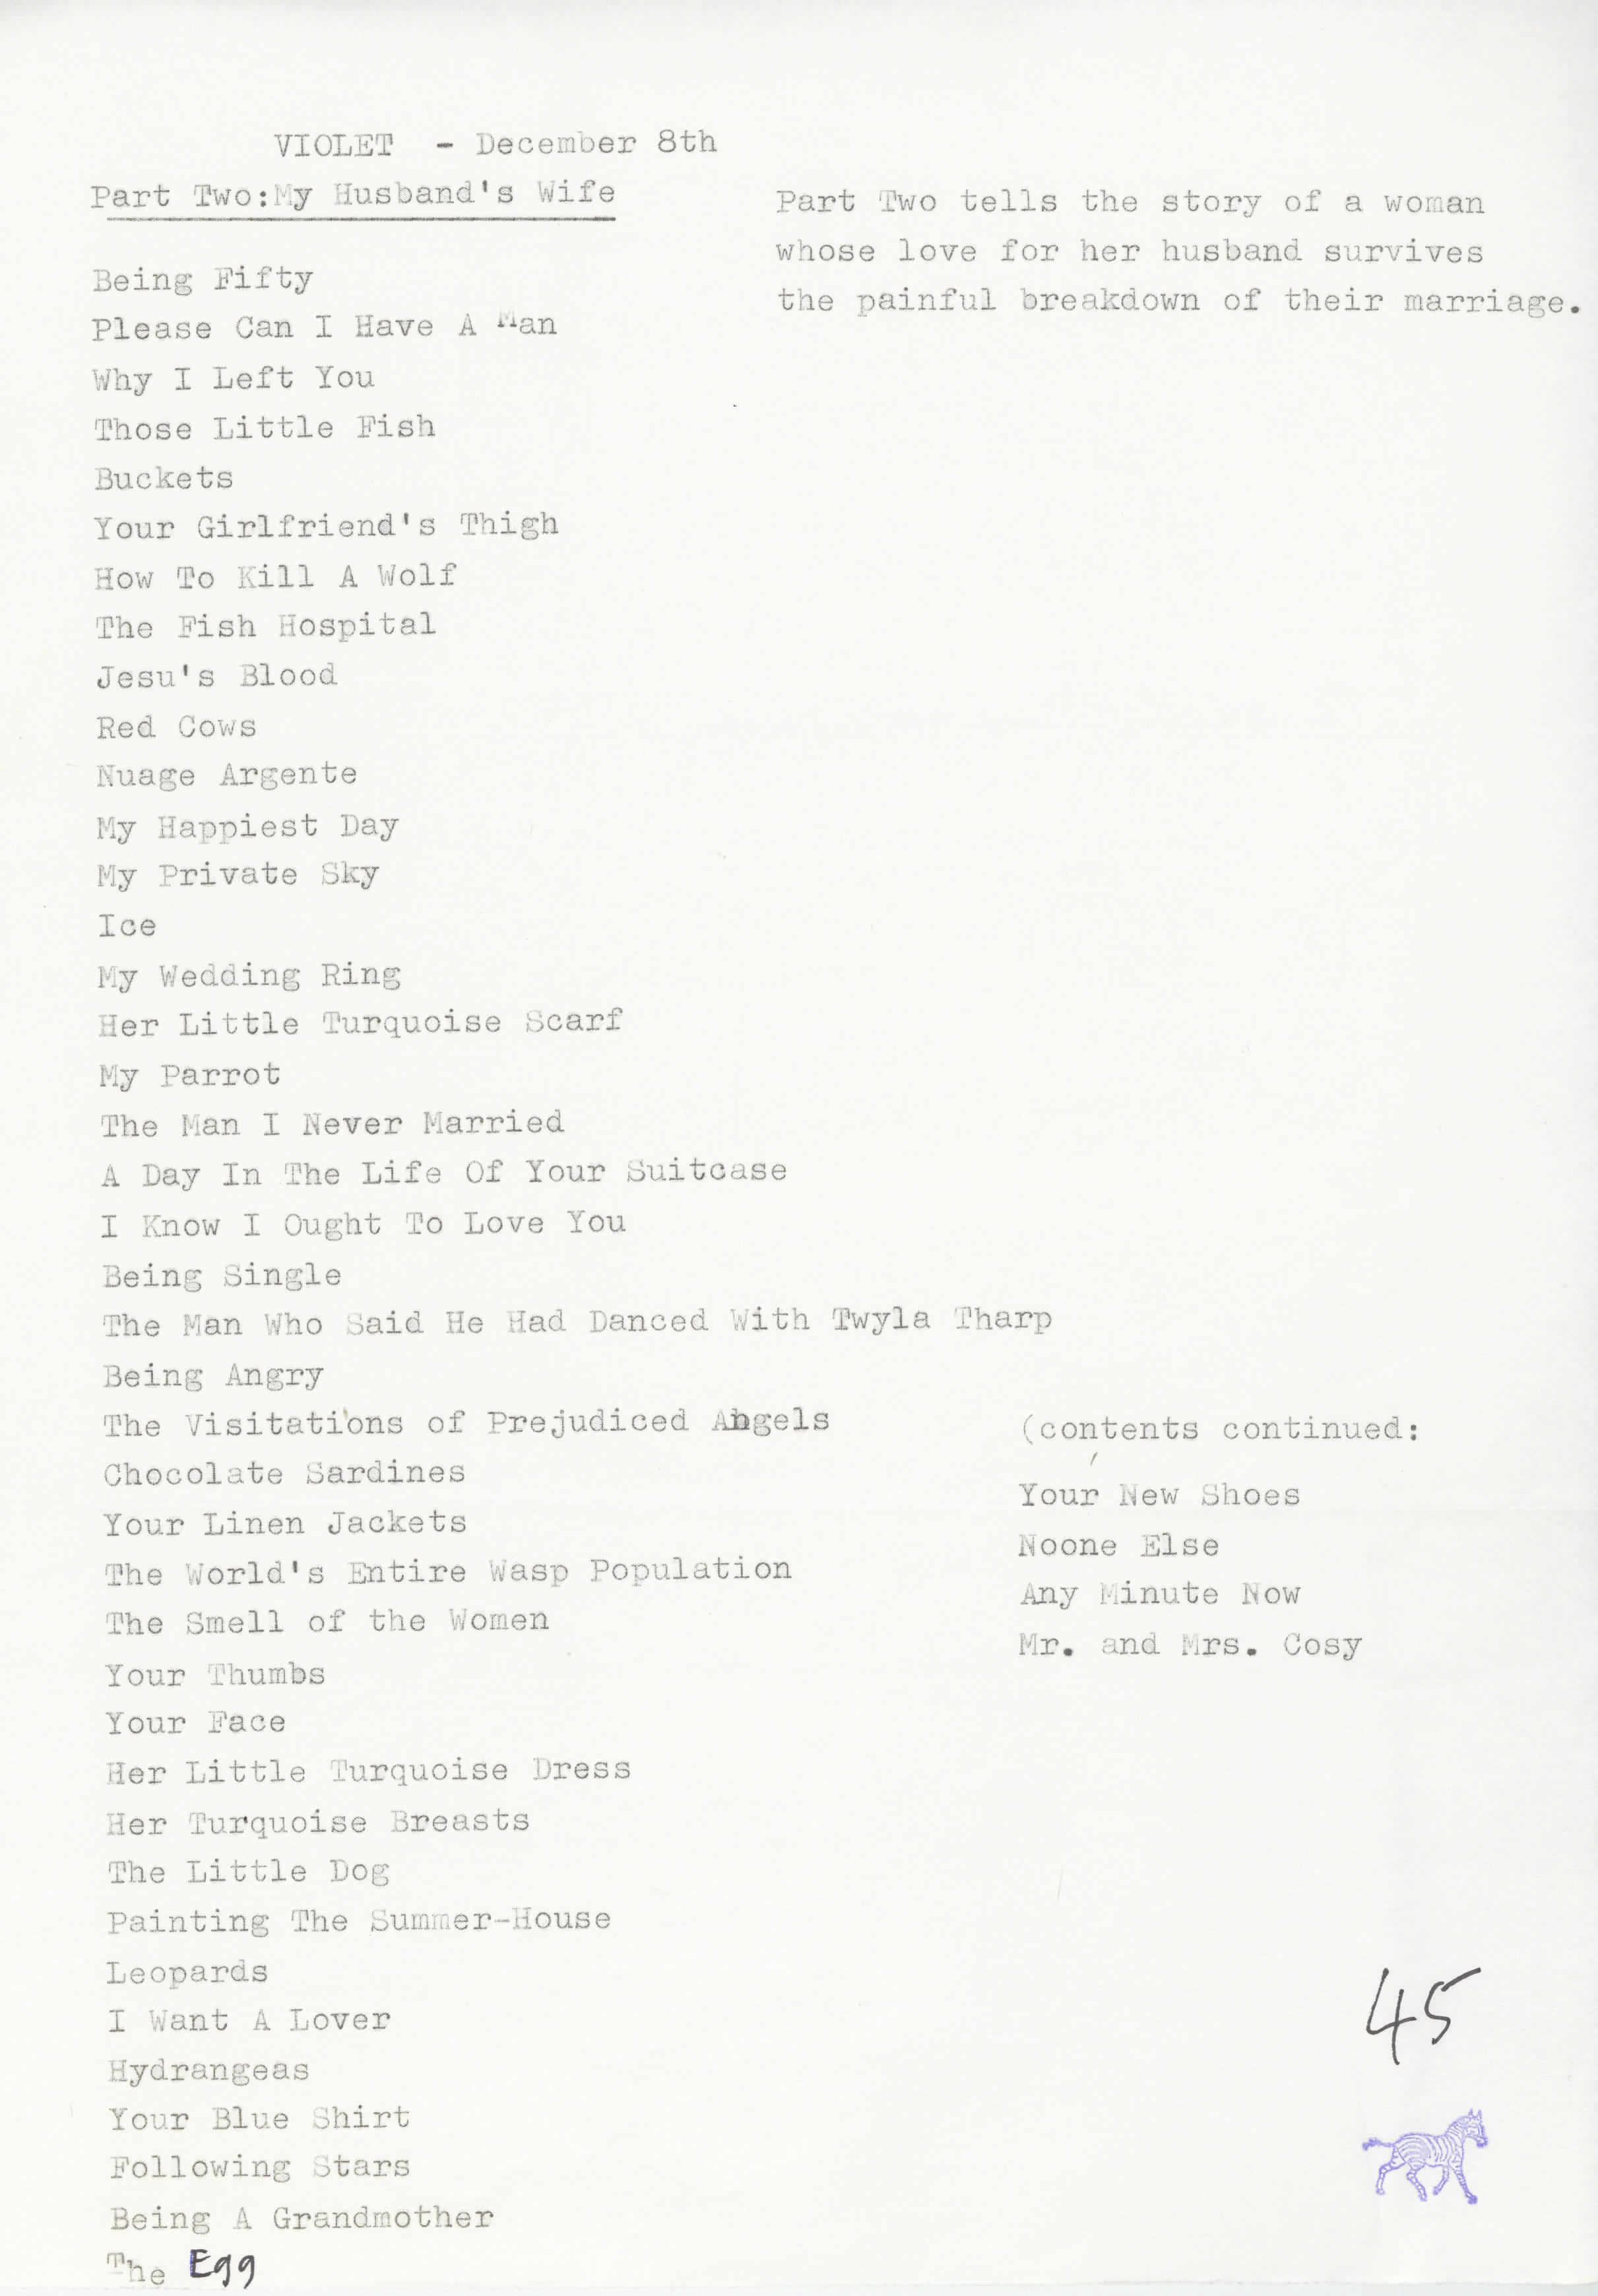 VIOLET - December 8th
Part Two:My Husband's Wife
Part Two tells the story of a woman
whose love for her husband survives
the painful breakdown of their marriage.
Being Fifty
Please Can I Have A Man
Why I Left You
Those Little Fish
Buckets
Your Girlfriend's Thigh
How To Kill A Wolf
The Fish Hospital
Jesu's Blood
Red Cows
Nuage Argente
My Happiest Day
My Private Sky
Ice
My Wedding Ring
Her Little Turquoise Scarf
My Parrot
The Man I Never Married
A Day In The Life Of Your Suitcase
I Know I Ought To Love You
Being Single
The Man Who Said He Had Danced With Twyla Tharp
Being Angry
The Visitations of Prejudiced Angels
Chocolate Sardines
Your Linen Jackets
The World's Entire Wasp Population
The Smell of the Women
Your Thumbs
Your Face
Her Little Turquoise Dress
Her Turquoise Breasts
The Little Dog
Painting The Summer-House
Leopards
I Want A Lover
Hydrangeas
Your Blue Shirt
Following Stars
Being A Grandmother
The Egg
(contents continued:
Your New Shoes
Noone Else
Any Minute Now
Mr. and Mrs. Cosy
45